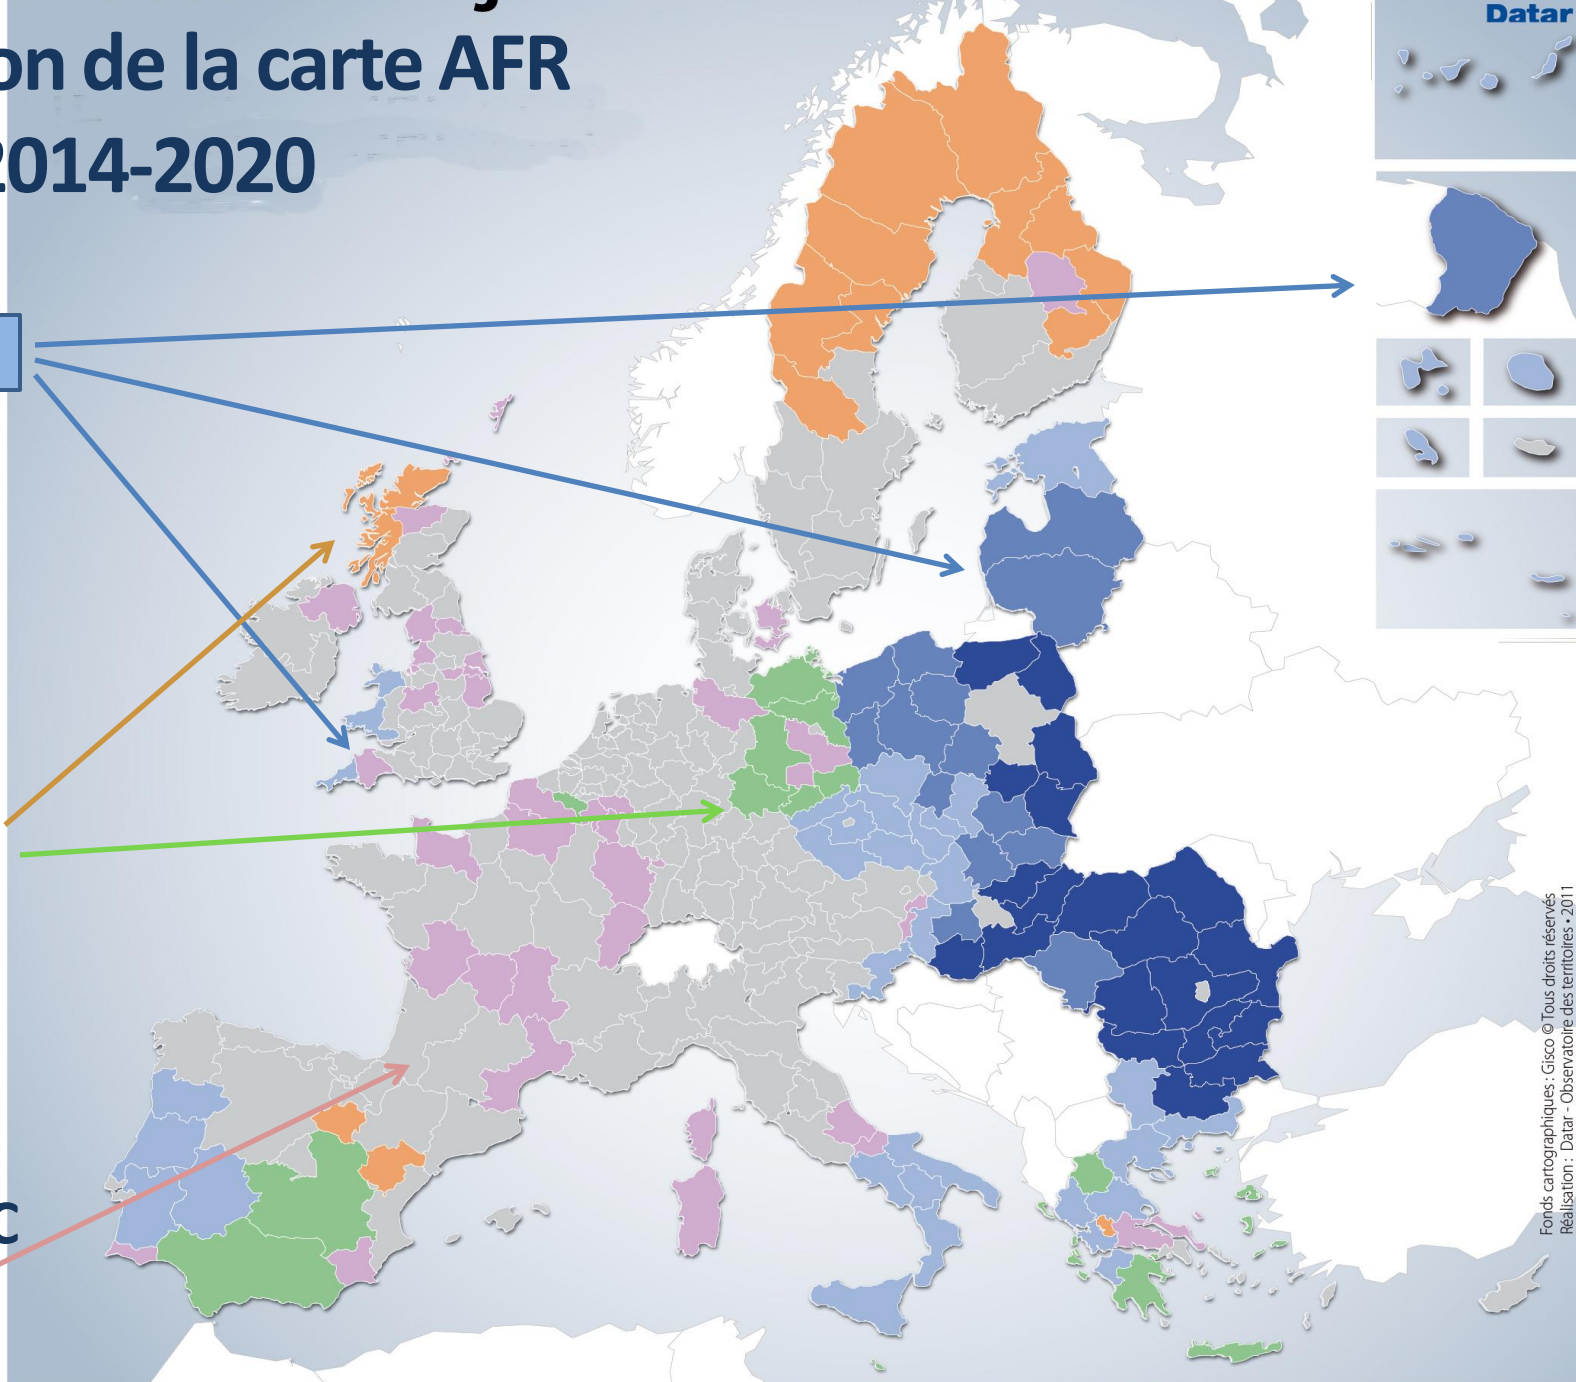 on de la carte AFR
2014-2020
Datar
C
Fonds cartographiques : Gisco © Tous droits réservés
Réalisation : Datar - Observatoire des territoires • 2011